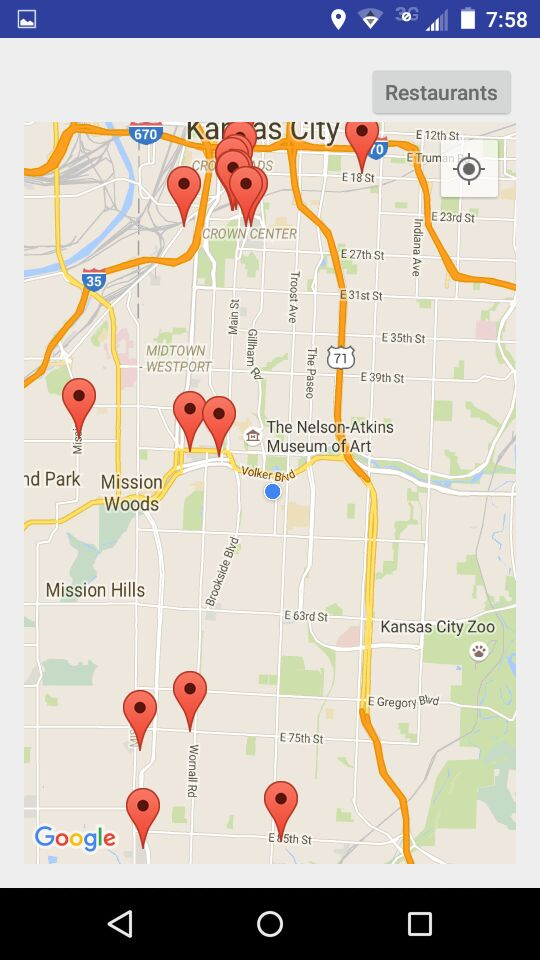 3G
7:58
Restaurants
670
Kansas City
E 12th St
70
E Truman Rd
E 18 St
E 23rd St
CROWN CENTER
Indiana Ave
E 27th St
35
Troost Ave
E 31st St
Main St
E 35th St
Gillham Rd
The Paseo
MIDTOWN
- WESTPORT
71
E 39th St
The Nelson-Atkins
Museum of Art
nd Park
Mission
Woods
Volker Blvd
Brookside Blvd
Mission Hills
E 63rd St
Kansas City Zoo
E Gregory Blvd
E 75th St
Wornall Rd
Google
E 85th St